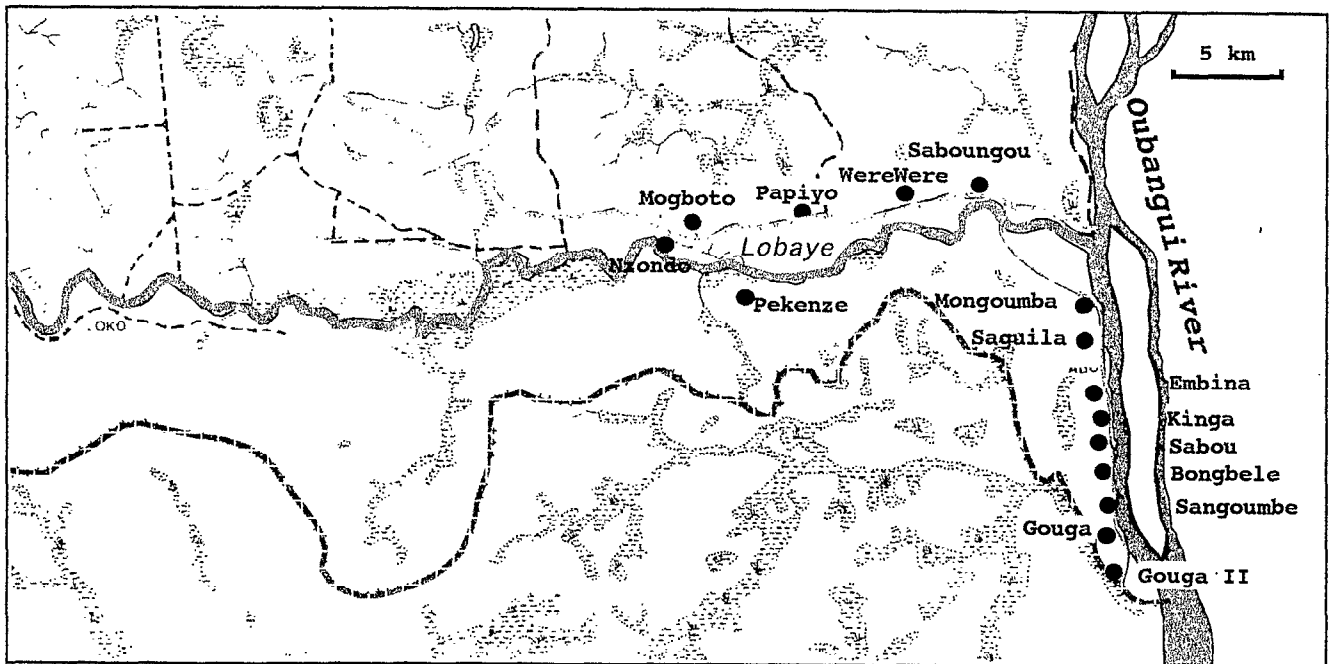 5 km
Oubangui River
Saboungou
WereWere
Papiyo
Mogboto
Lobaye
Nzondo
Pekenze
Mongoumba
Saguila
OKO
Embina
Kinga
Sabou
Bongbele
Sangoumbe
Gouga
Gouga II